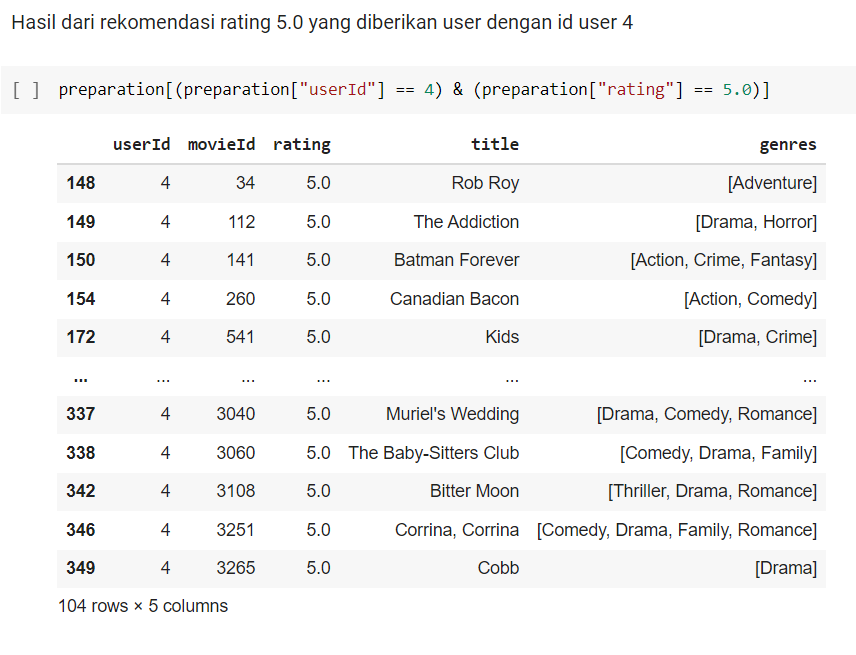 Hasil dari rekomendasi rating 5.0 yang diberikan user dengan id user 4
[ ] preparation[(preparation["userId"] == 4) & (preparation["rating"] == 5.0)]
userId movieId rating title genres
148 4 34 5.0 Rob Roy [Adventure]
149 4 112 5.0 The Addiction [Drama, Horror]
150 4 141 5.0 Batman Forever [Action, Crime, Fantasy]
154 4 260 5.0 Canadian Bacon [Action, Comedy]
172 4 541 5.0 Kids [Drama, Crime]
... ... ... ... ... ...
337 4 3040 5.0 Muriel's Wedding [Drama, Comedy, Romance]
338 4 3060 5.0 The Baby-Sitters Club [Comedy, Drama, Family]
342 4 3108 5.0 Bitter Moon [Thriller, Drama, Romance]
346 4 3251 5.0 Corrina, Corrina [Comedy, Drama, Family, Romance]
349 4 3265 5.0 Cobb [Drama]
104 rows × 5 columns